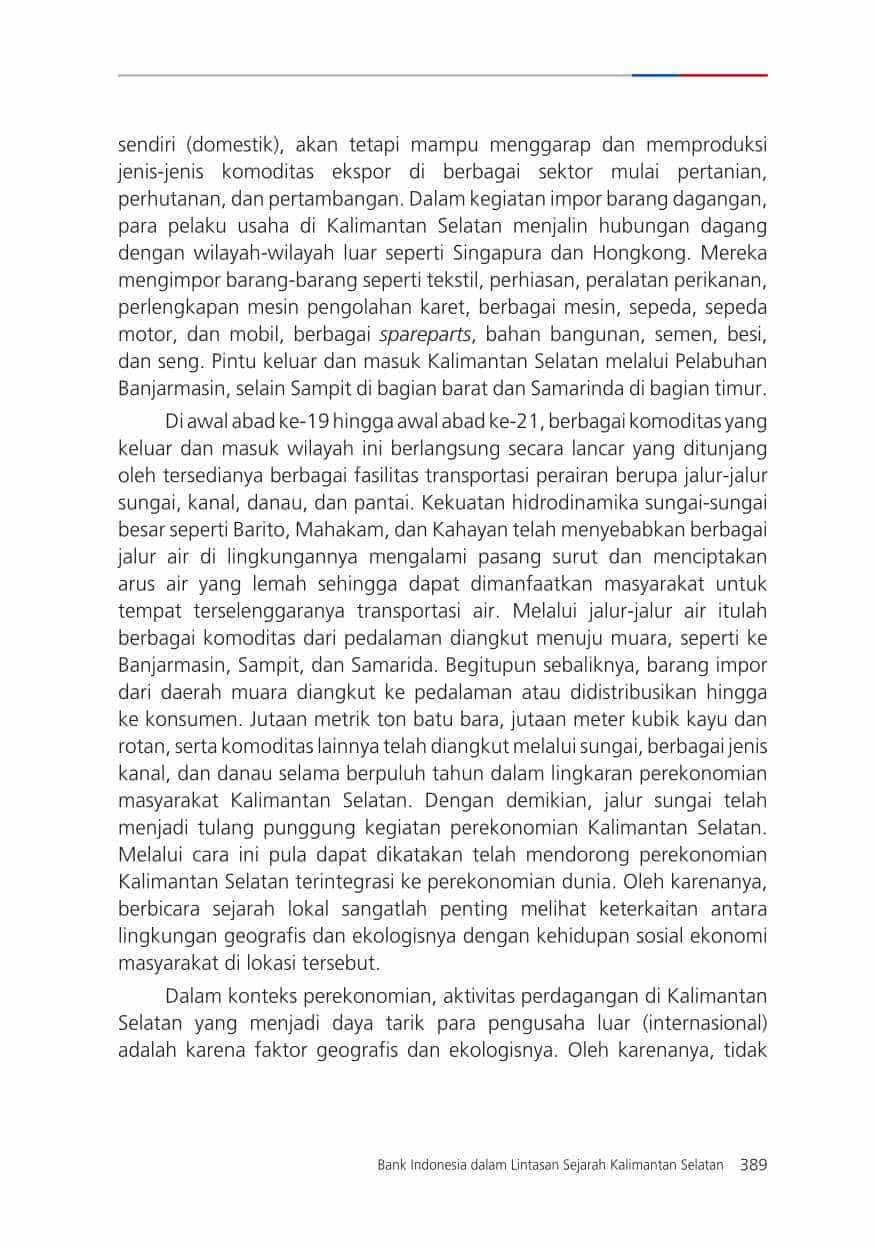 sendiri (domestik), akan tetapi mampu menggarap dan memproduksi
jenis-jenis komoditas ekspor di berbagai sektor mulai pertanian,
perhutanan, dan pertambangan. Dalam kegiatan impor barang dagangan,
para pelaku usaha di Kalimantan Selatan menjalin hubungan dagang
dengan wilayah-wilayah luar seperti Singapura dan Hongkong. Mereka
mengimpor barang-barang seperti tekstil, perhiasan, peralatan perikanan,
perlengkapan mesin pengolahan karet, berbagai mesin, sepeda, sepeda
motor, dan mobil, berbagai spareparts, bahan bangunan, semen, besi,
dan seng. Pintu keluar dan masuk Kalimantan Selatan melalui Pelabuhan
Banjarmasin, selain Sampit di bagian barat dan Samarinda di bagian timur.
Di awal abad ke-19 hingga awal abad ke-21, berbagai komoditas yang
keluar dan masuk wilayah ini berlangsung secara lancar yang ditunjang
oleh tersedianya berbagai fasilitas transportasi perairan berupa jalur-jalur
sungai, kanal, danau, dan pantai. Kekuatan hidrodinamika sungai-sungai
besar seperti Barito, Mahakam, dan Kahayan telah menyebabkan berbagai
jalur air di lingkungannya mengalami pasang surut dan menciptakan
arus air yang lemah sehingga dapat dimanfaatkan masyarakat untuk
tempat terselenggaranya transportasi air. Melalui jalur-jalur air itulah
berbagai komoditas dari pedalaman diangkut menuju muara, seperti ke
Banjarmasin, Sampit, dan Samarida. Begitupun sebaliknya, barang impor
dari daerah muara diangkut ke pedalaman atau didistribusikan hingga
ke konsumen. Jutaan metrik ton batu bara, jutaan meter kubik kayu dan
rotan, serta komoditas lainnya telah diangkut melalui sungai, berbagai jenis
kanal, dan danau selama berpuluh tahun dalam lingkaran perekonomian
masyarakat Kalimantan Selatan. Dengan demikian, jalur sungai telah
menjadi tulang punggung kegiatan perekonomian Kalimantan Selatan.
Melalui cara ini pula dapat dikatakan telah mendorong perekonomian
Kalimantan Selatan terintegrasi ke perekonomian dunia. Oleh karenanya,
berbicara sejarah lokal sangatlah penting melihat keterkaitan antara
lingkungan geografis dan ekologisnya dengan kehidupan sosial ekonomi
masyarakat di lokasi tersebut.
Dalam konteks perekonomian, aktivitas perdagangan di Kalimantan
Selatan yang menjadi daya tarik para pengusaha luar (internasional)
adalah karena faktor geografis dan ekologisnya. Oleh karenanya, tidak
Bank Indonesia dalam Lintasan Sejarah Kalimantan Selatan 389